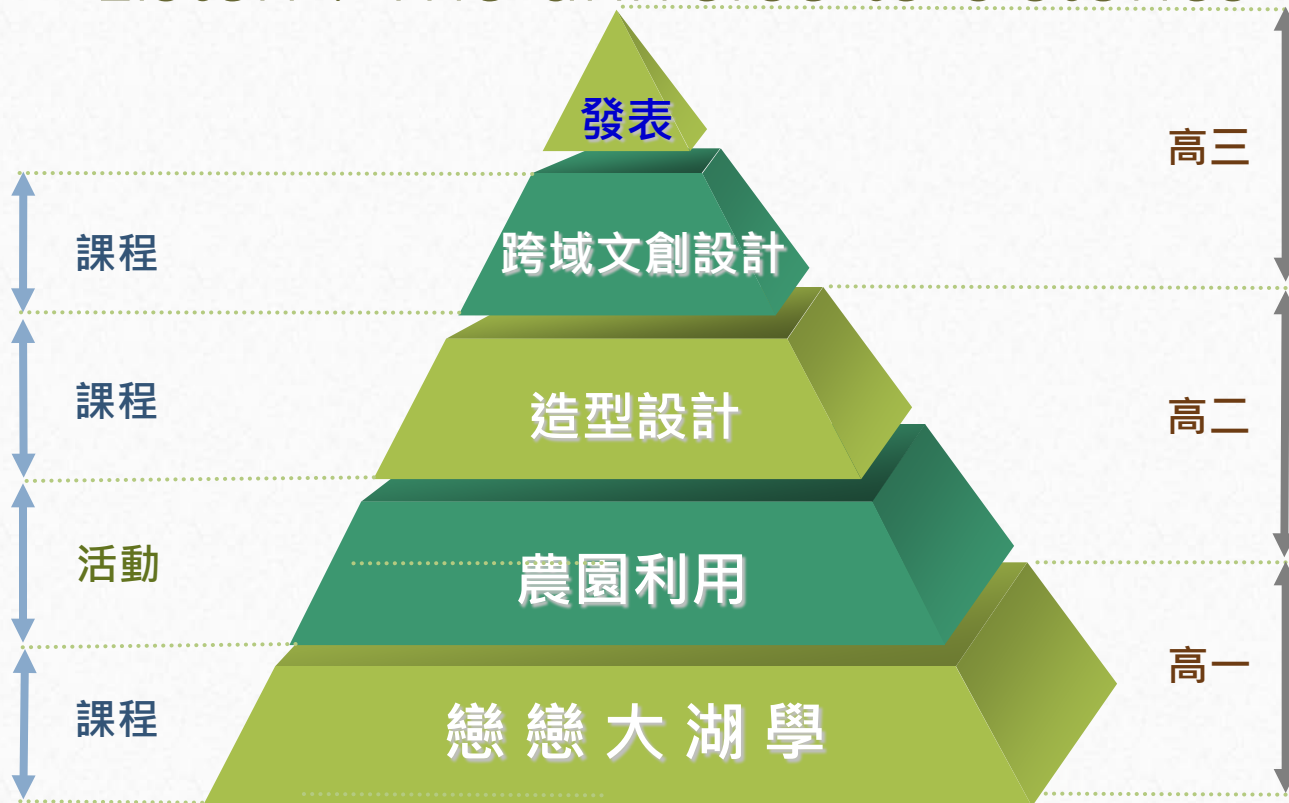 發表
高三
課程
跨域文創設計
課程
造型設計
高二
活動
農園利用
高一
課程
戀戀大湖學